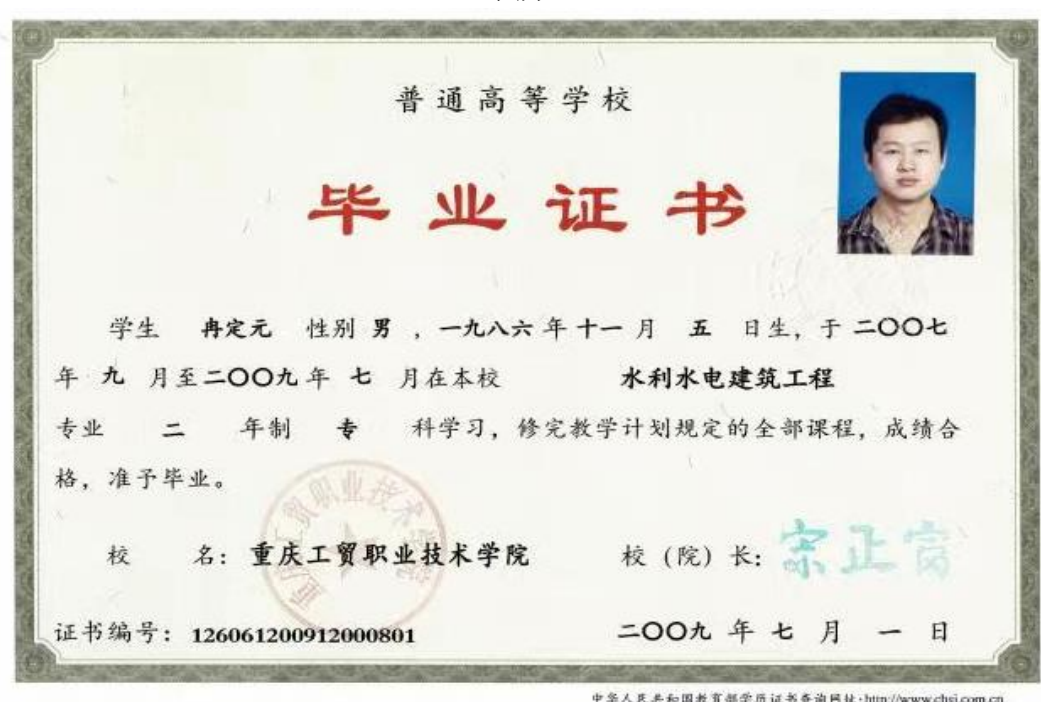 普通高等学校
毕业证书
学生 冉定元 性别 男 ，一九八六 年 十一 月 五 日生，于 二〇〇七
年 九 月至二〇〇九年 七 月在本校 水利水电建筑工程
专业 二 年制 专 科学习，修完教学计划规定的全部课程，成绩合
格，准予毕业。
校 名：重庆工贸职业技术学院 校（院）长：宗正富
证书编号：126061200912000801 二〇〇九 年 七 月 一 日
中华人民共和国教育部学历证书查询网址：http://www.chsi.com.cn